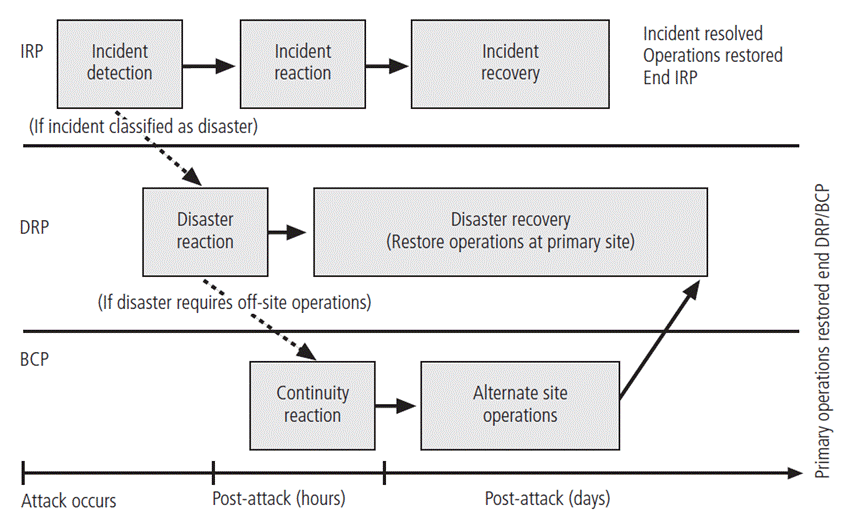 IRP
Incident
detection
Incident
reaction
Incident
recovery
Incident resolved
Operations restored
End IRP
(If incident classified as disaster)
DRP
Disaster
reaction
Disaster recovery
(Restore operations at primary site)
(If disaster requires off-site operations)
BCP
Continuity
reaction
Alternate site
operations
Primary operations restored end DRP/BCP
Attack occurs
Post-attack (hours)
Post-attack (days)